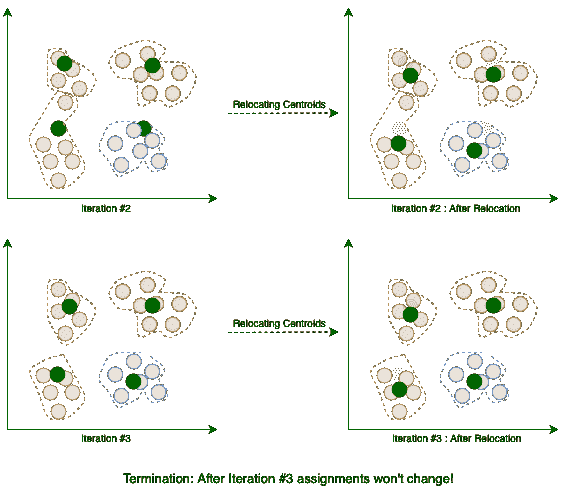 Relocating Centroids
Iteration #2
Iteration #2 : After Relocation
Relocating Centroids
Iteration #3
Iteration #3 : After Relocation
Termination: After Iteration #3 assignments won't change!